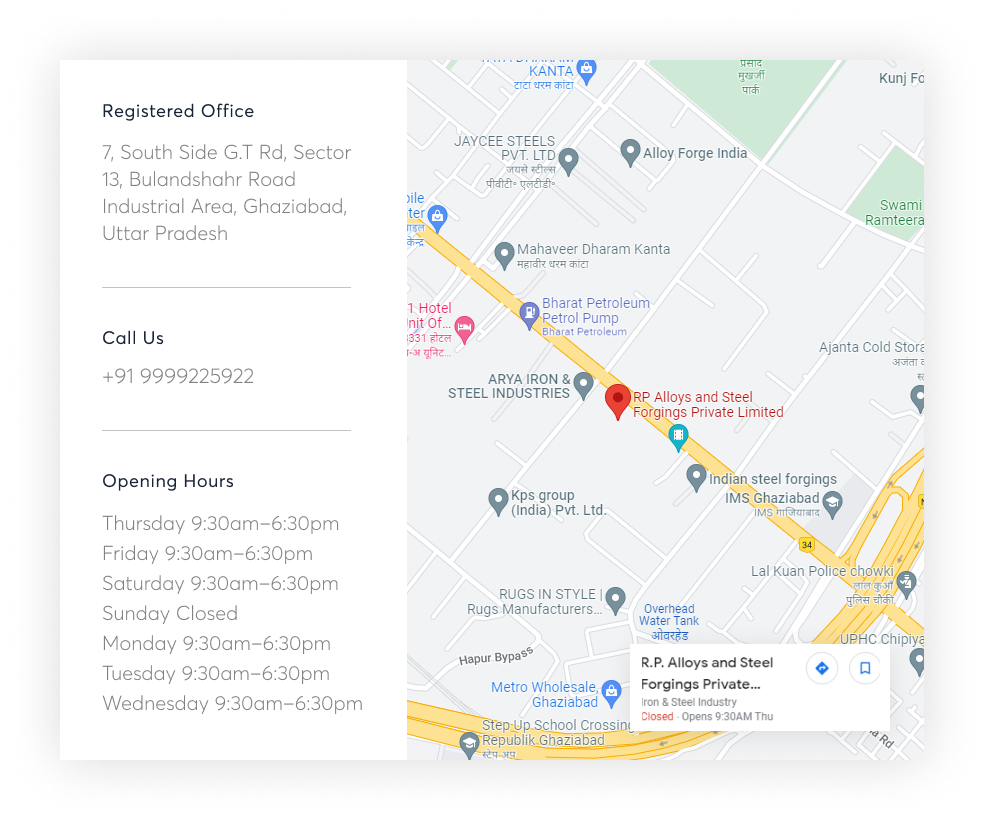 Registered Office
7, South Side G.T Rd, Sector
13, Bulandshahr Road
Industrial Area, Ghaziabad,
Uttar Pradesh
Call Us
+91 9999225922
Opening Hours
Thursday 9:30am–6:30pm
Friday 9:30am–6:30pm
Saturday 9:30am–6:30pm
Sunday Closed
Monday 9:30am–6:30pm
Tuesday 9:30am–6:30pm
Wednesday 9:30am–6:30pm
KANTA
टाटा धरम कांटा
प्रसाद
मुखर्जी
पार्क
Kunj Fo
JAYCEE STEELS
PVT. LTD
जयसे स्टील्स
पीवीटी॰ एलटीडी॰
Alloy Forge India
Swami
Ramteera
bile
ter
केन्द्र
Mahaveer Dharam Kanta
महावीर धरम कांटा
1 Hotel
nit Of...
3331 होटल
न-अ यूनिट...
Bharat Petroleum
Petrol Pump
Bharat Petroleum
Ajanta Cold Stora
अजंता क
ARYA IRON &
STEEL INDUSTRIES
RP Alloys and Steel
Forgings Private Limited
Indian steel forgings
IMS Ghaziabad
IMS गाजियाबाद
Kps group
(India) Pvt. Ltd.
34
Lal Kuan Police chowki
लाल कुआँ
पुलिस चौकी
RUGS IN STYLE |
Rugs Manufacturers...
Overhead
Water Tank
ओवरहेड
UPHC Chipiya
Hapur Bypass
Metro Wholesale,
Ghaziabad
R.P. Alloys and Steel
Forgings Private...
Iron & Steel Industry
Closed · Opens 9:30AM Thu
Step Up School Crossing
Republik Ghaziabad
स्टेप-अप
a Rd